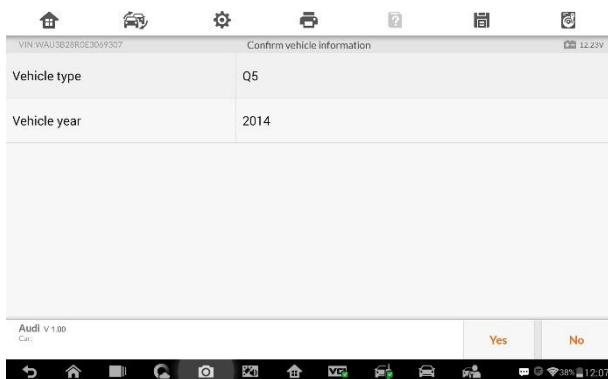 VIN:WAU3B28R0E3069307 Confirm vehicle information 12.23V
Vehicle type Q5
Vehicle year 2014
Audi V 1.00
Car:
Yes No
VCI 38% 12:07